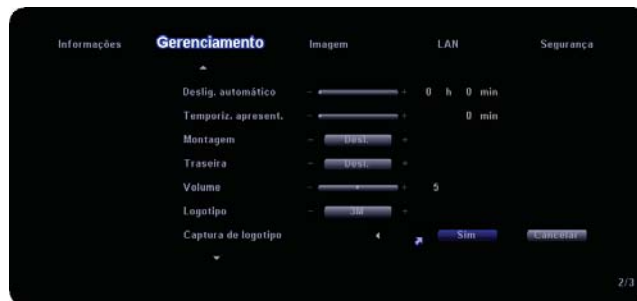 Informações Gerenciamento Imagem LAN Segurança
Deslig. automático - + 0 h 0 min
Temporiz. apresent. - + 0 min
Montagem - Desl. +
Traseira - Desl. +
Volume - + 5
Logotipo - 3M +
Captura de logotipo Sim Cancelar
2/3